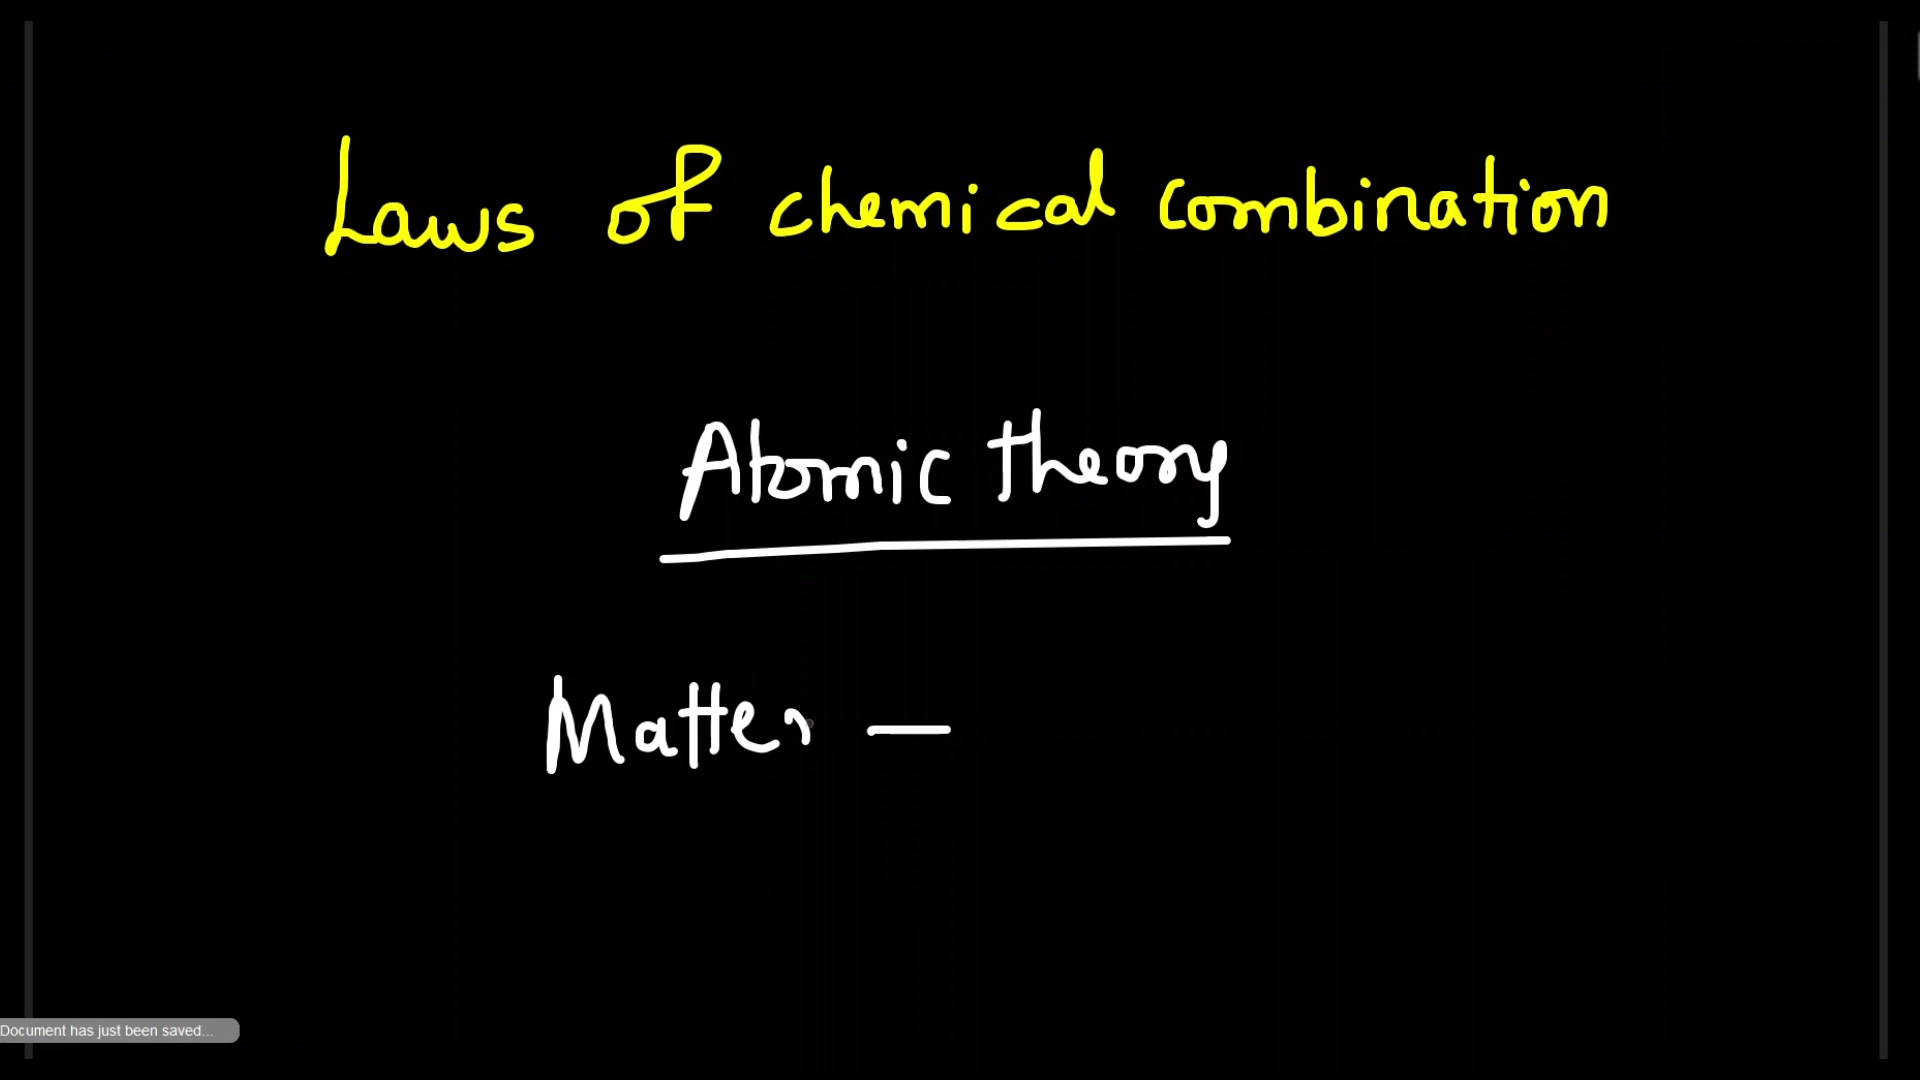 Laws of chemical combination
Atomic theory
Matter —
Document has just been saved...